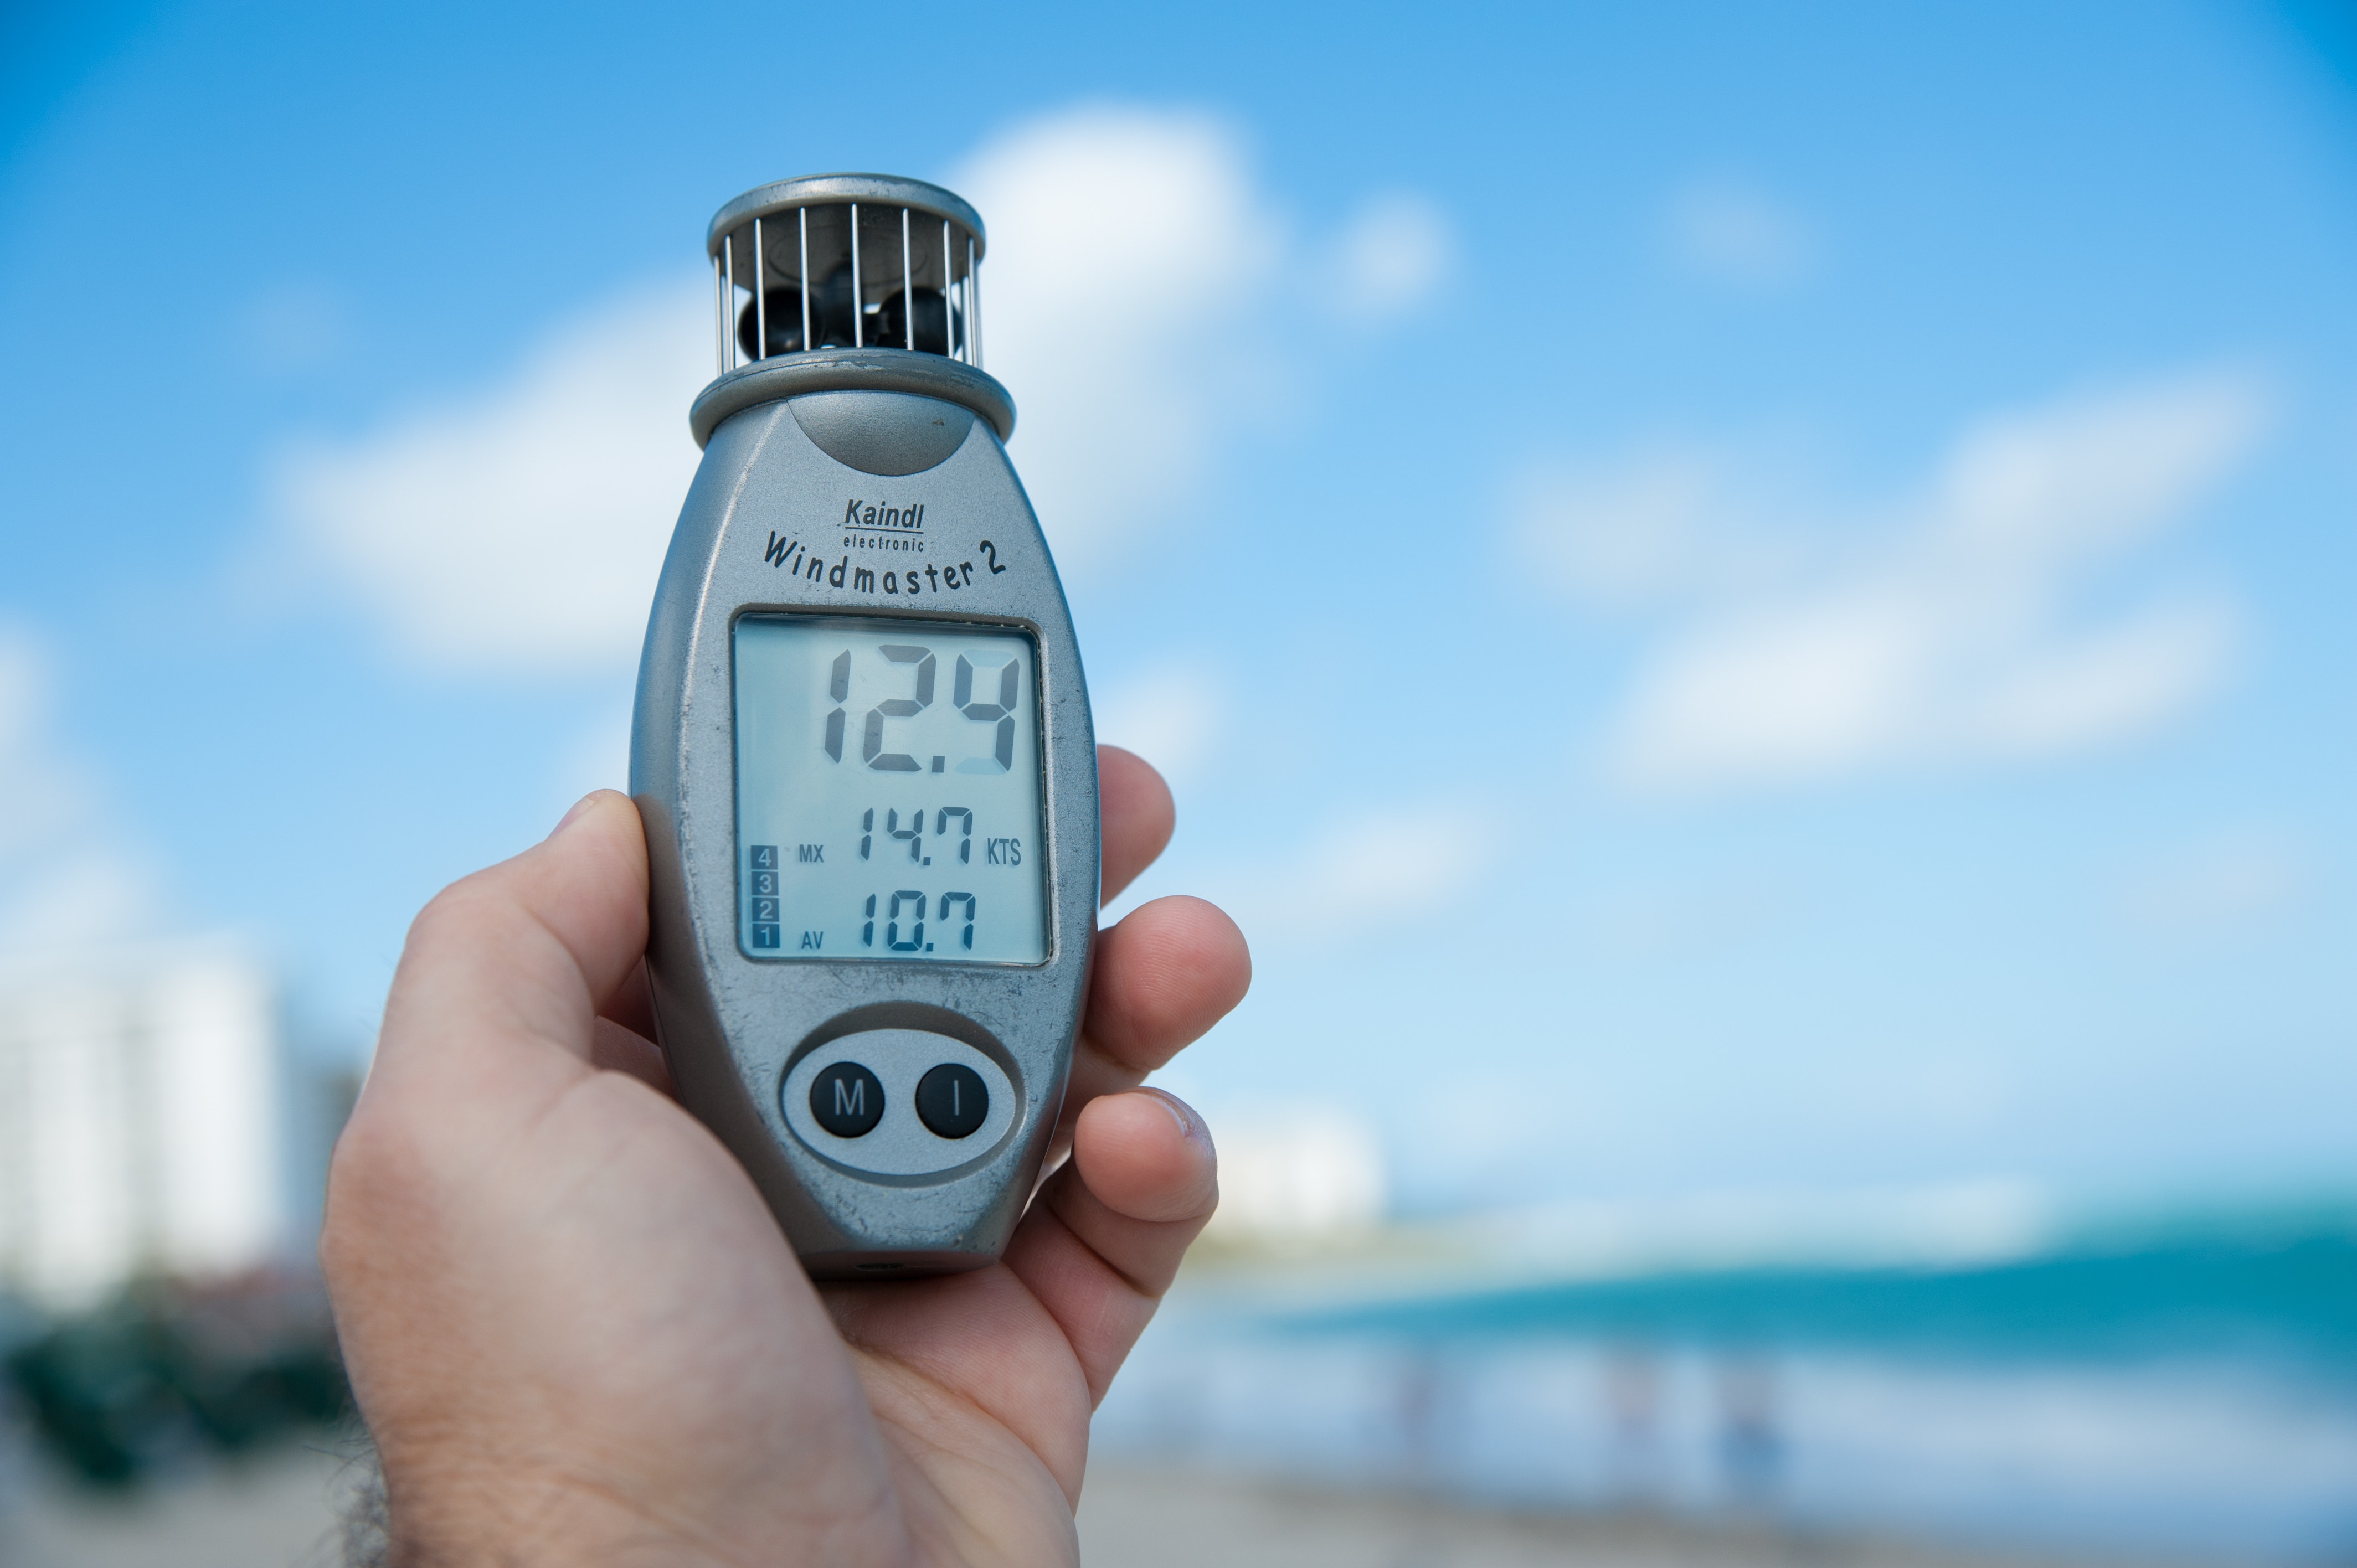 Kaindl
electronic
Windmaster 2
12.4
4 MX 14.7 KTS
3
2
1 AV 10.7
M I